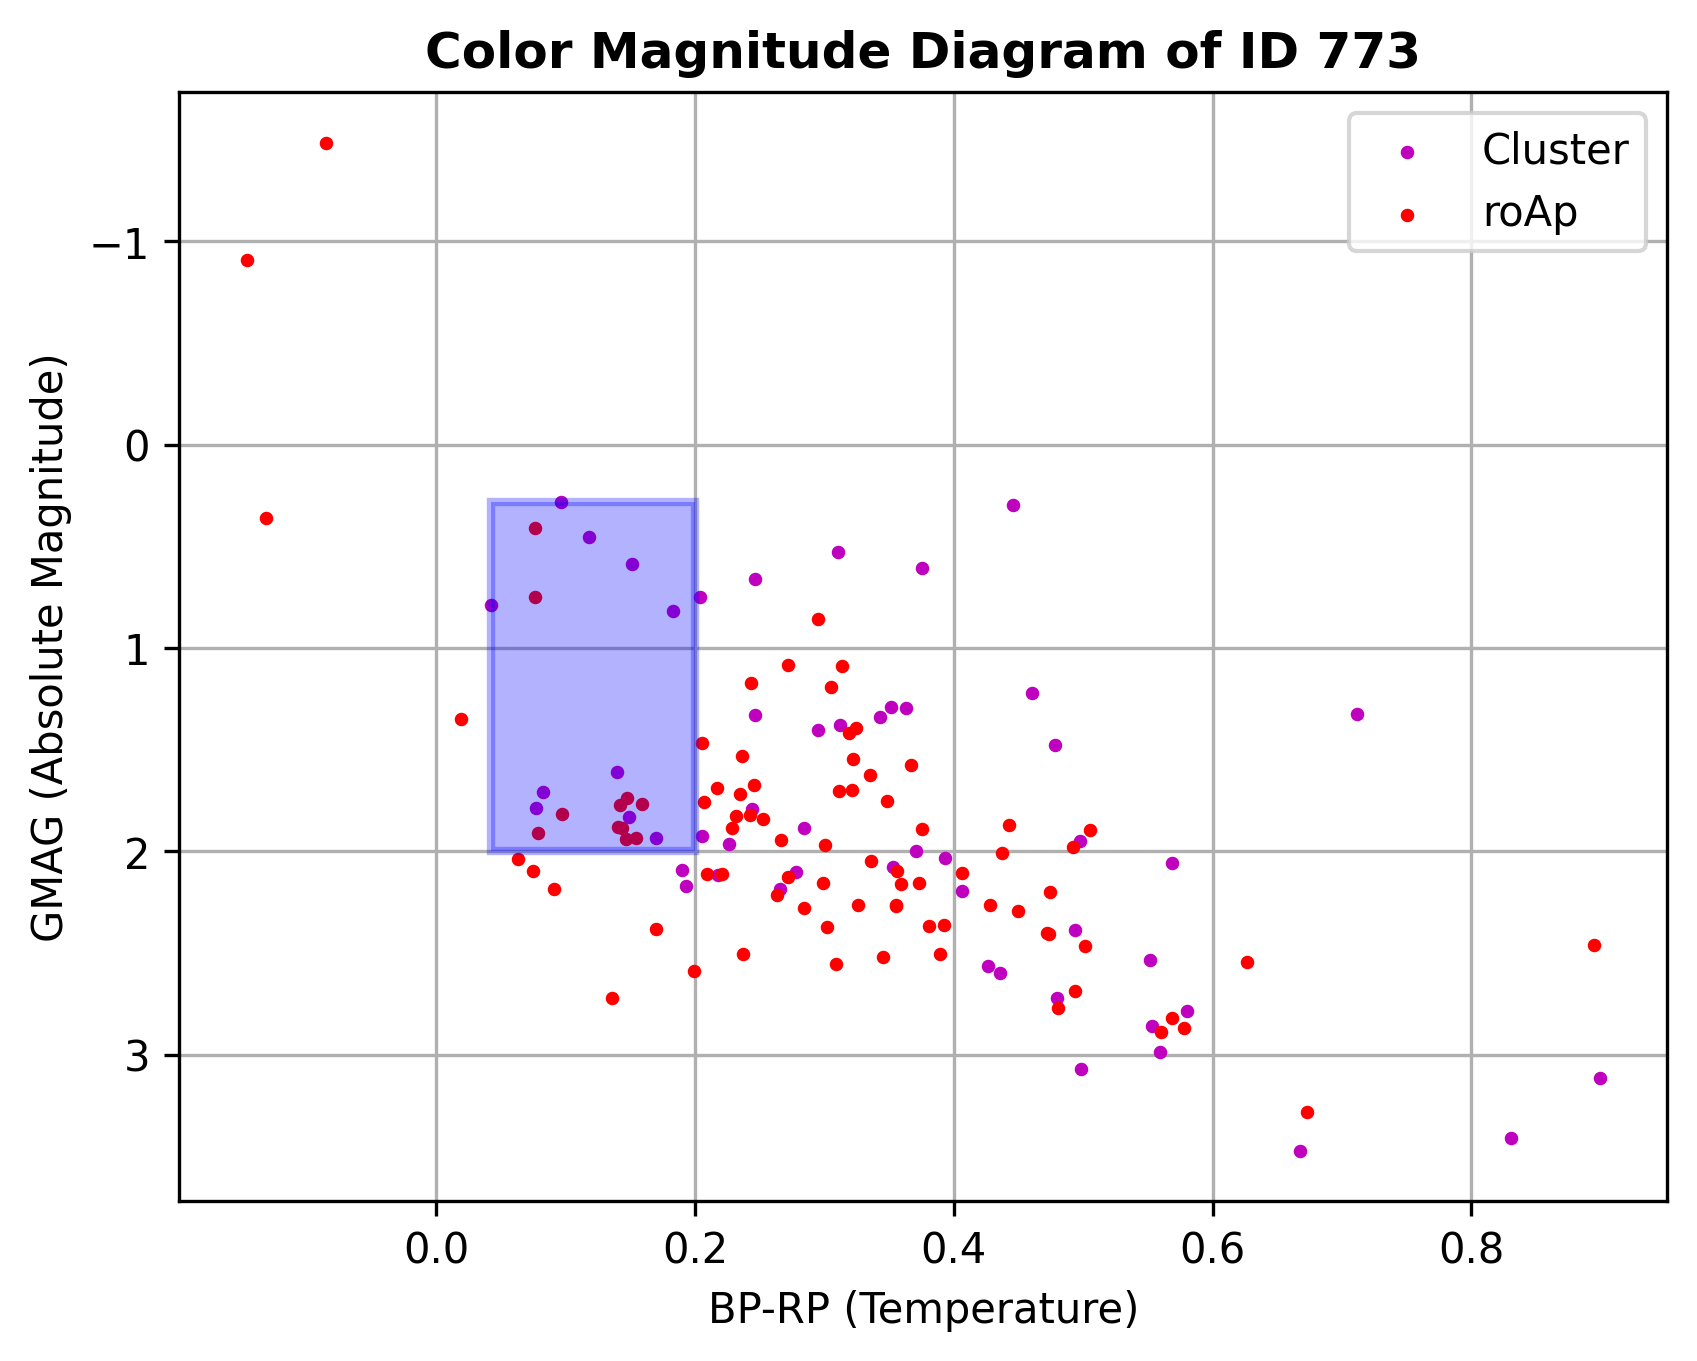 Color Magnitude Diagram of ID 773
Cluster
roAp
GMAG (Absolute Magnitude)
−1
0
1
2
3
0.0 0.2 0.4 0.6 0.8
BP-RP (Temperature)